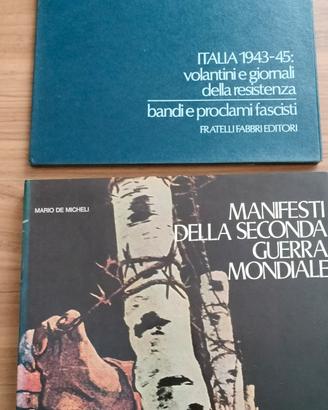 ITALIA 1943-45:
volantini e giornali
della resistenza
bandi e proclami fascisti
FRATELLI FABBRI EDITORI
MARIO DE MICHELI
MANIFESTI
DELLA SECONDA
GUERRA
MONDIALE